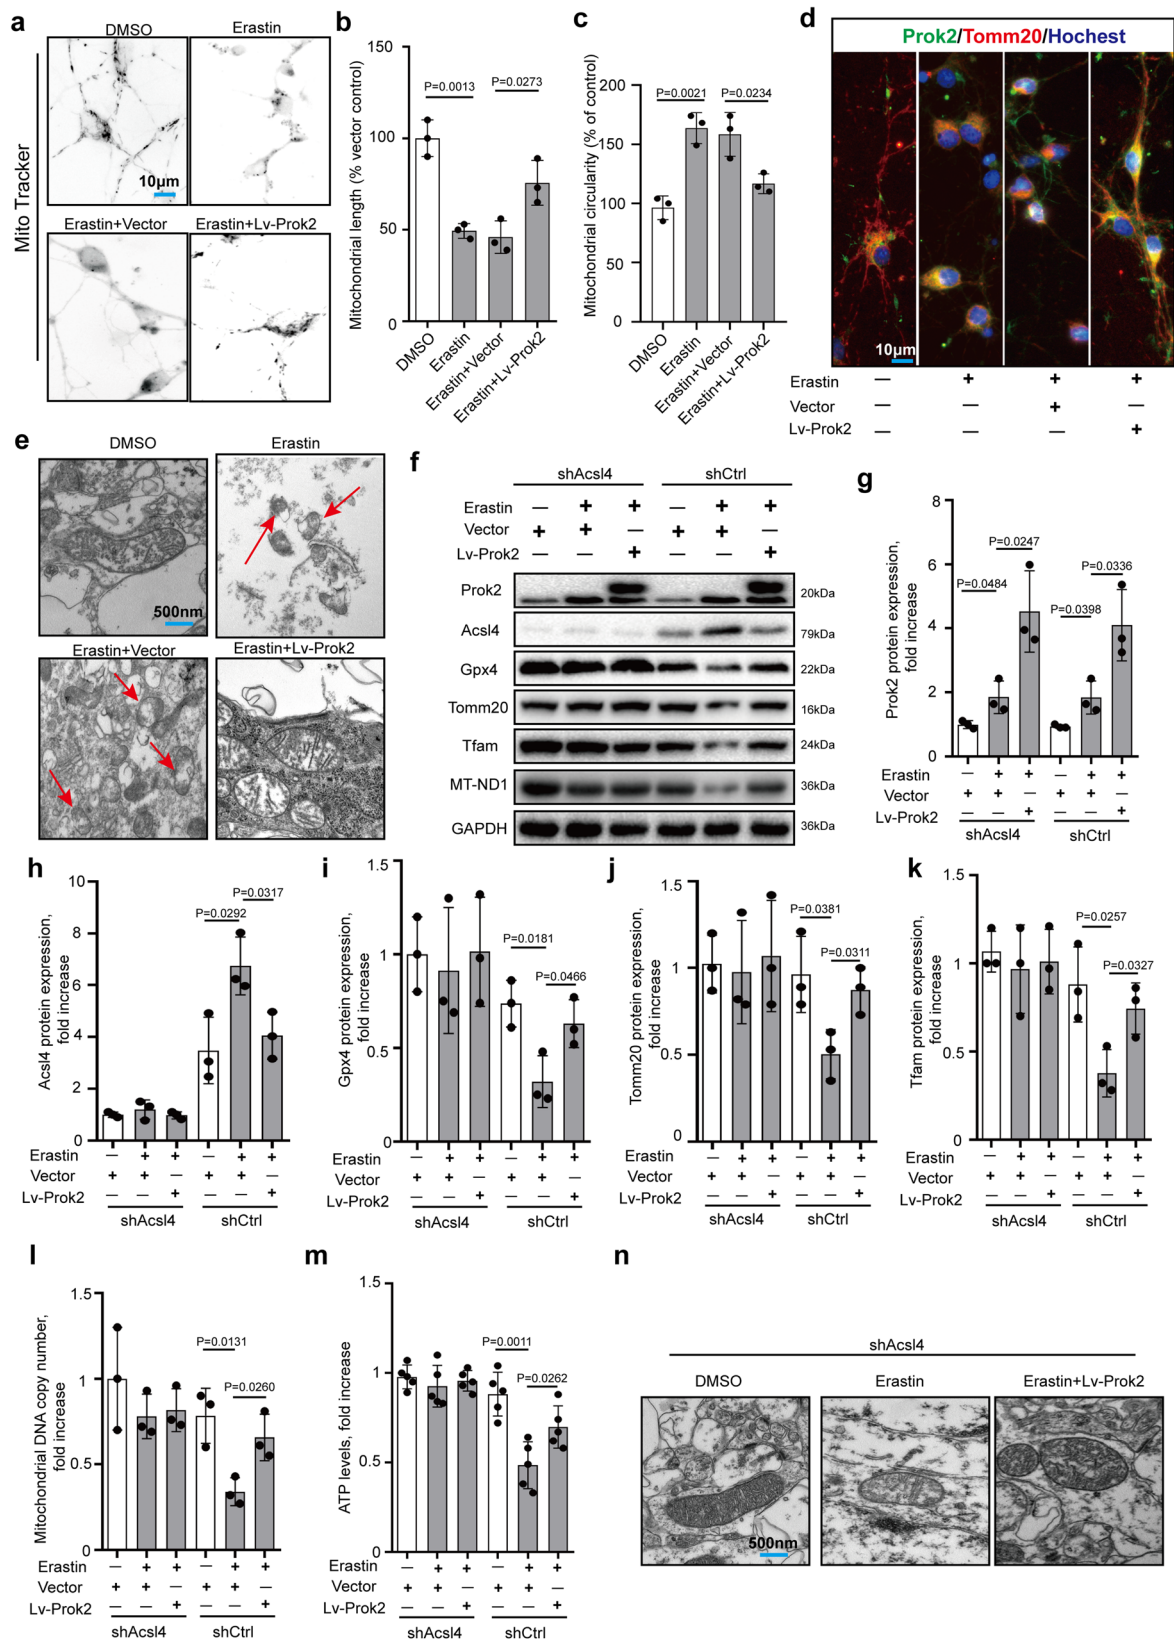 a
DMSO
Erastin
Mito Tracker
10μm
Erastin+Vector
Erastin+Lv-Prok2
b
Mitochondrial length (% vector control)
150
100
50
0
P=0.0013
P=0.0273
DMSO
Erastin
Erastin+Vector
Erastin+Lv-Prok2
c
Mitochondrial circularity (% of control)
200
150
100
50
0
P=0.0021
P=0.0234
DMSO
Erastin
Erastin+Vector
Erastin+Lv-Prok2
d
Prok2/Tomm20/Hochest
10μm
Erastin — + + +
Vector — — + —
Lv-Prok2 — — — +
e
DMSO
Erastin
500nm
Erastin+Vector
Erastin+Lv-Prok2
f
shAcsl4 shCtrl
Erastin — + + — + +
Vector + + — + + —
Lv-Prok2 — — + — — +
Prok2 20kDa
Acsl4 79kDa
Gpx4 22kDa
Tomm20 16kDa
Tfam 24kDa
MT-ND1 36kDa
GAPDH 36kDa
g
Prok2 protein expression,
fold increase
8
6
4
2
0
P=0.0484
P=0.0247
P=0.0398
P=0.0336
Erastin — + + — + +
Vector + + — + + —
Lv-Prok2 — — + — — +
shAcsl4 shCtrl
h
Acsl4 protein expression,
fold increase
10
8
6
4
2
0
P=0.0292
P=0.0317
Erastin — + + — + +
Vector + + — + + —
Lv-Prok2 — — + — — +
shAcsl4 shCtrl
i
Gpx4 protein expression,
fold increase
1.5
1
0.5
0
P=0.0181
P=0.0466
Erastin — + + — + +
Vector + + — + + —
Lv-Prok2 — — + — — +
shAcsl4 shCtrl
j
Tomm20 protein expression,
fold increase
1.5
1.0
0.5
0
P=0.0381
P=0.0311
Erastin — + + — + +
Vector + + — + + —
Lv-Prok2 — — + — — +
shAcsl4 shCtrl
k
Tfam protein expression,
fold increase
1.5
1
0.5
0
P=0.0257
P=0.0327
Erastin — + + — + +
Vector + + — + + —
Lv-Prok2 — — + — — +
shAcsl4 shCtrl
l
Mitochondrial DNA copy number,
fold increase
1.5
1
0.5
0
P=0.0131
P=0.0260
Erastin — + + — + +
Vector + + — + + —
Lv-Prok2 — — + — — +
shAcsl4 shCtrl
m
ATP levels, fold increase
1.5
1
0.5
0
P=0.0011
P=0.0262
Erastin — + + — + +
Vector + + — + + —
Lv-Prok2 — — + — — +
shAcsl4 shCtrl
n
shAcsl4
DMSO
Erastin
Erastin+Lv-Prok2
500nm